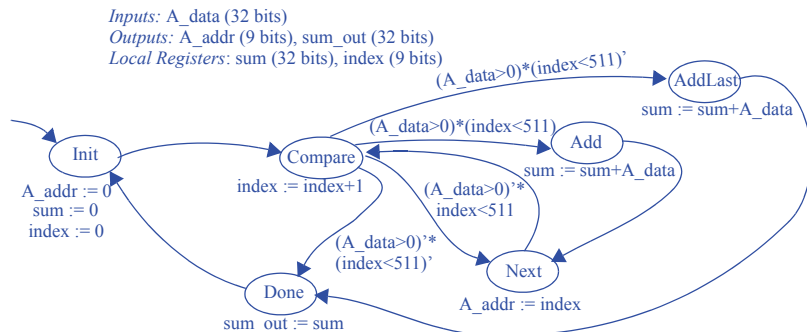 Inputs: A_data (32 bits)
Outputs: A_addr (9 bits), sum_out (32 bits)
Local Registers: sum (32 bits), index (9 bits)
(A_data>0)*(index<511)’
AddLast
sum := sum+A_data
(A_data>0)*(index<511)
Add
sum := sum+A_data
Init
A_addr := 0
sum := 0
index := 0
Compare
index := index+1
(A_data>0)’*
index<511
(A_data>0)’*
(index<511)’
Next
A_addr := index
Done
sum_out := sum